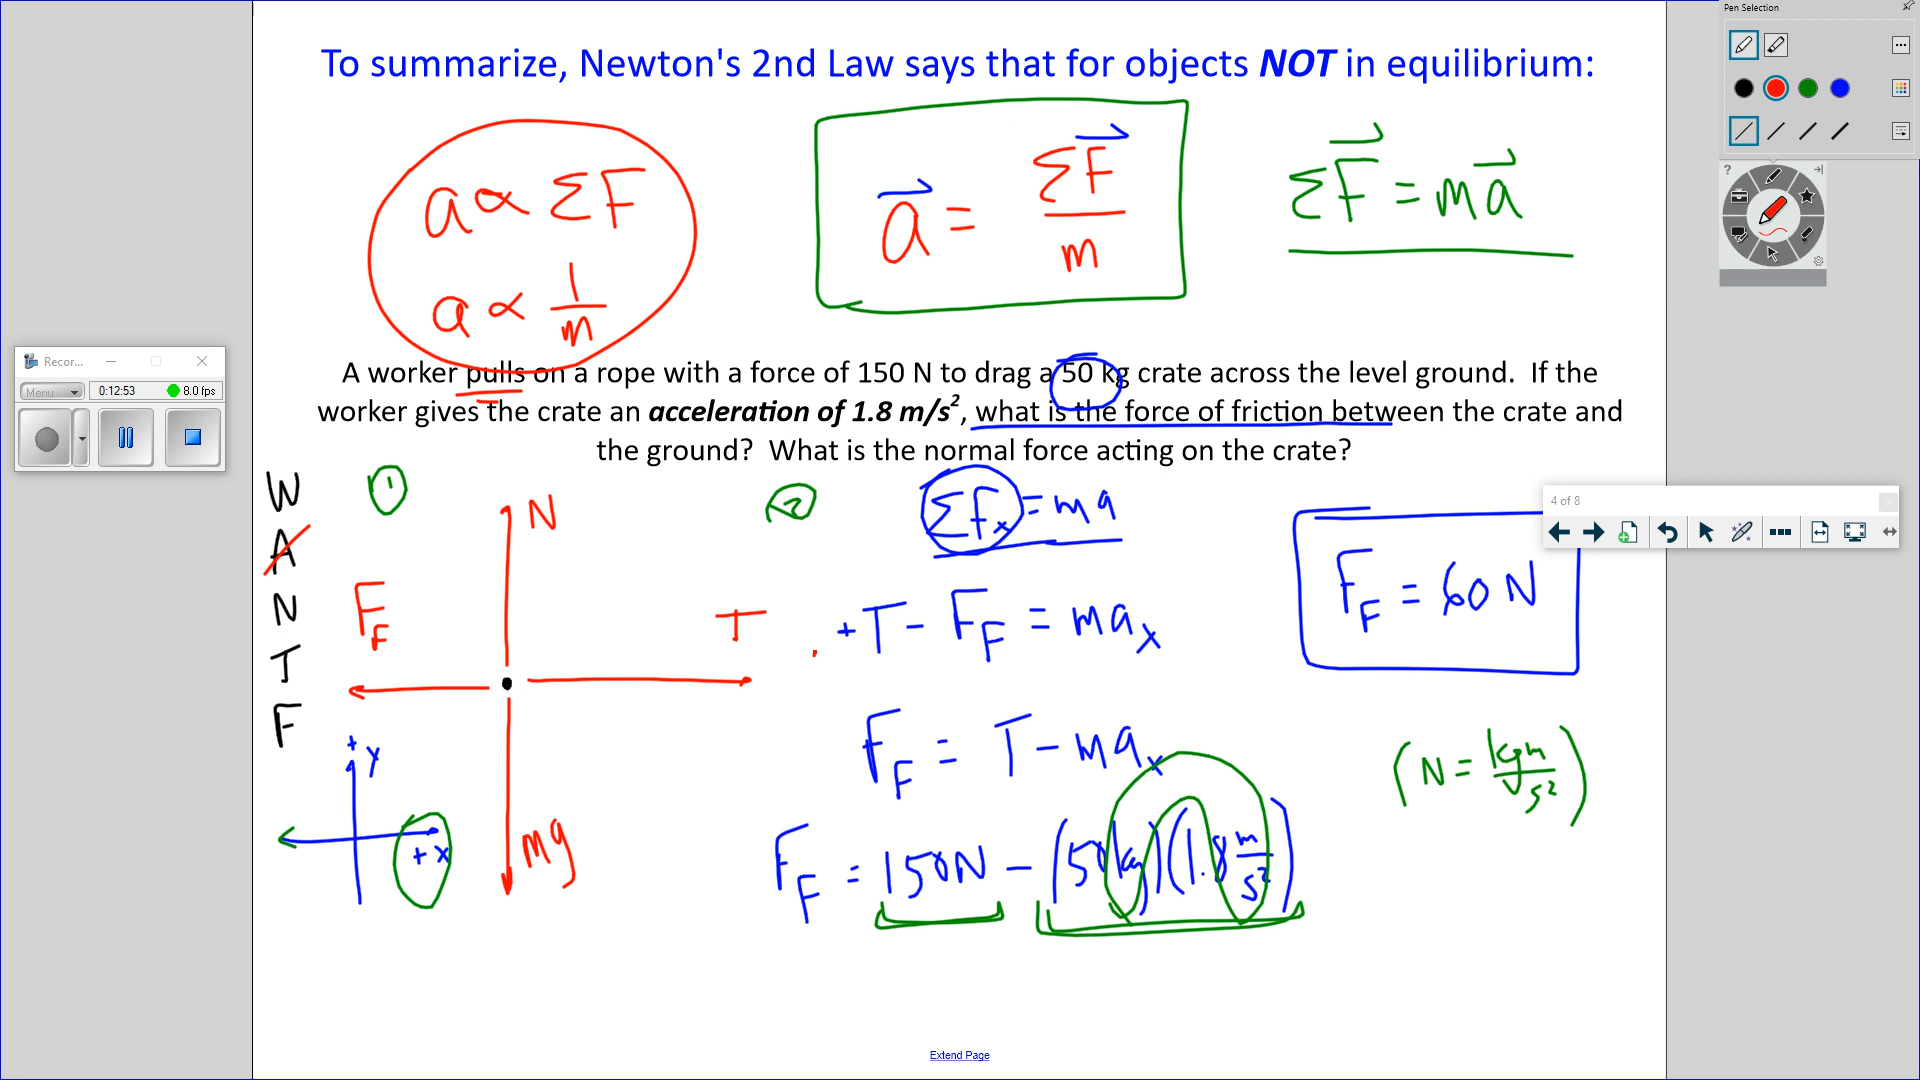 Pen Selection
To summarize, Newton's 2nd Law says that for objects NOT in equilibrium:
a ∝ ΣF
a ∝ 1/m
a = ΣF/m
ΣF = ma
Recor...
Menu
0:12:53
8.0 fps
A worker pulls on a rope with a force of 150 N to drag a 50 kg crate across the level ground. If the
worker gives the crate an acceleration of 1.8 m/s², what is the force of friction between the crate and
the ground? What is the normal force acting on the crate?
W
A
N
T
F
1
N
F_F
T
mg
+y
+x
2
ΣF_x = ma
+T - F_F = ma_x
F_F = T - ma_x
F_F = 150N - (50kg)(1.8 m/s²)
4 of 8
F_F = 60 N
(N = kgm/s²)
Extend Page